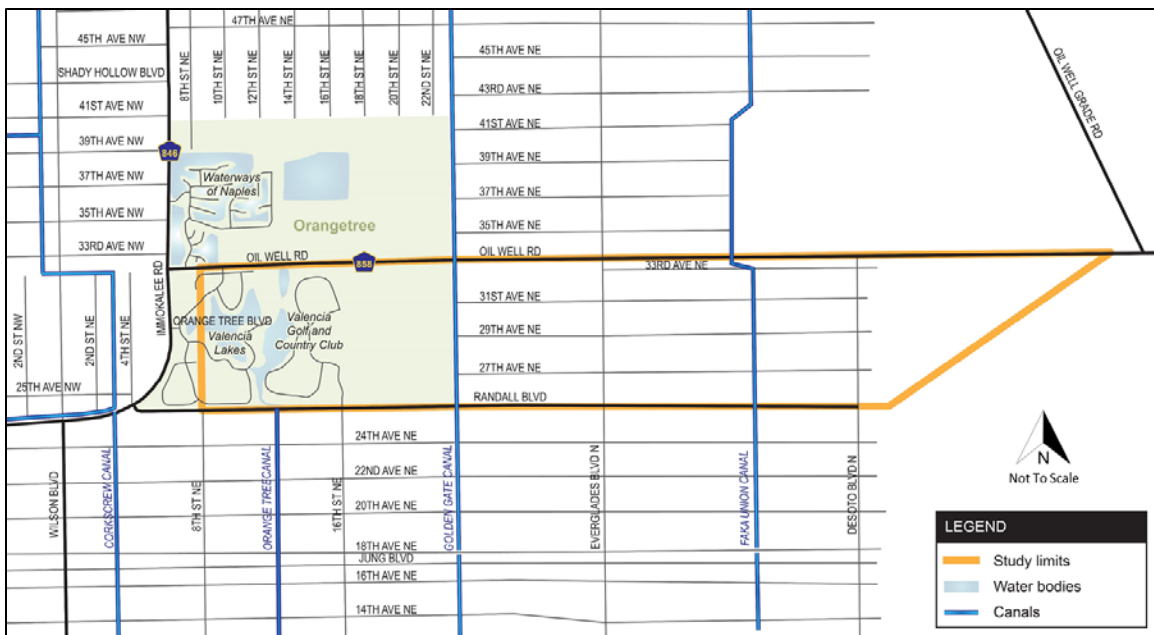 47TH AVE NE
45TH AVE NW
SHADY HOLLOW BLVD
41ST AVE NW
39TH AVE NW
37TH AVE NW
35TH AVE NW
33RD AVE NW
8TH ST NE
10TH ST NE
12TH ST NE
14TH ST NE
16TH ST NE
18TH ST NE
20TH ST NE
22ND ST NE
45TH AVE NE
43RD AVE NE
41ST AVE NE
39TH AVE NE
37TH AVE NE
35TH AVE NE
OIL WELL RD
OIL WELL GRADE RD
846
Waterways
of Naples
Orangetree
OIL WELL RD
858
33RD AVE NE
IMMOKALEE RD
31ST AVE NE
29TH AVE NE
27TH AVE NE
ORANGE TREE BLVD
Valencia
Lakes
Valencia
Golf and
Country Club
2ND ST NW
2ND ST NE
4TH ST NE
25TH AVE NW
RANDALL BLVD
24TH AVE NE
22ND AVE NE
20TH AVE NE
18TH AVE NE
JUNG BLVD
16TH AVE NE
14TH AVE NE
WILSON BLVD
CORKSCREW CANAL
8TH ST NE
ORANGE TREE CANAL
16TH ST NE
GOLDEN GATE CANAL
EVERGLADES BLVD N
FAKA UNION CANAL
DESOTO BLVD N
N
Not To Scale
LEGEND
Study limits
Water bodies
Canals